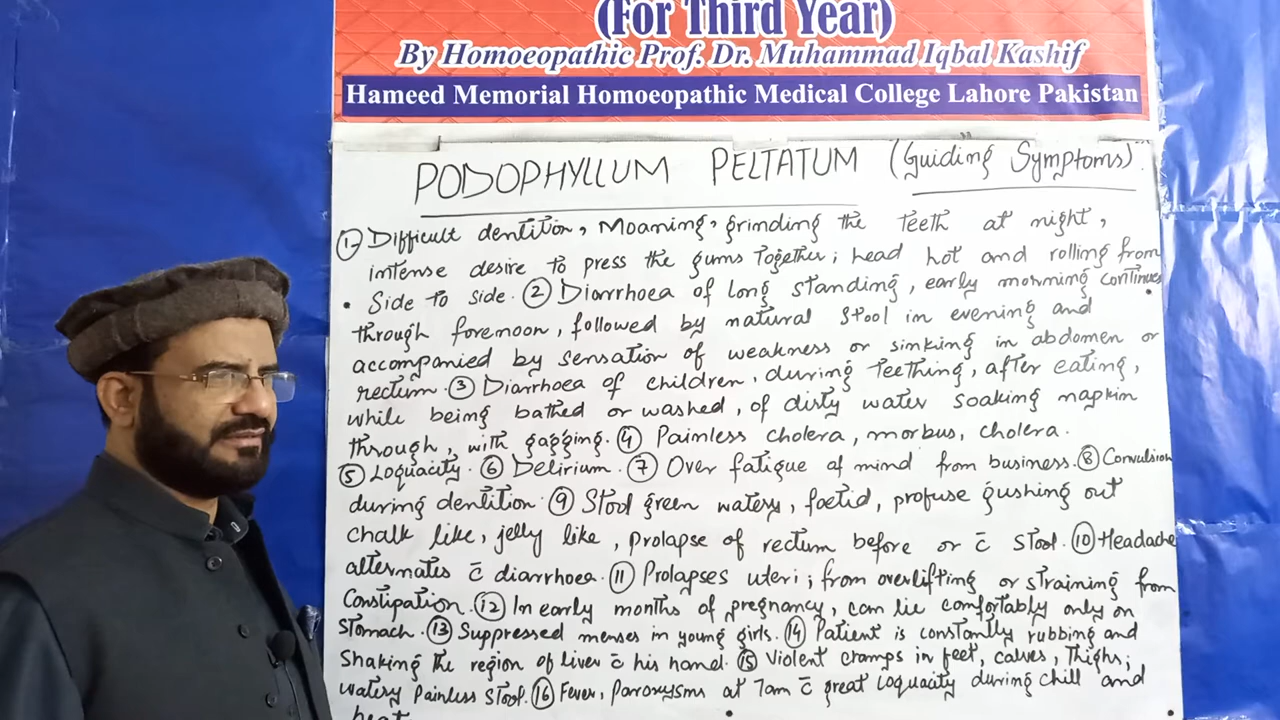 (For Third Year)
By Homoeopathic Prof. Dr. Muhammad Iqbal Kashif
Hameed Memorial Homoeopathic Medical College Lahore Pakistan
PODOPHYLLUM PELTATUM (Guiding Symptoms)
① Difficult dentition, Moaning, grinding the Teeth at night,
intense desire to press the gums together; head hot and rolling from
Side to side. ② Diarrhoea of long standing, early morning continues
through forenoon, followed by natural stool in evening and
accompanied by sensation of weakness or sinking in abdomen or
rectum. ③ Diarrhoea of children, during Teething, after eating,
while being bathed or washed, of dirty water soaking napkin
through, with gagging. ④ Painless cholera, morbus, cholera.
⑤ Loquacity. ⑥ Delirium. ⑦ Over fatigue of mind from business. ⑧ Convulsion
during dentition. ⑨ Stool green watery, foetid, profuse gushing out
chalk like, jelly like, prolapse of rectum before or c̄ stool. ⑩ Headache
alternates c̄ diarrhoea. ⑪ Prolapses uteri; from overlifting or straining from
Constipation. ⑫ In early months of pregnancy, can lie comfortably only on
Stomach. ⑬ Suppressed menses in young girls. ⑭ Patient is constantly rubbing and
Shaking the region of liver c̄ his hand. ⑮ Violent cramps in feet, calves, Thighs;
watery Painless stool. ⑯ Fever, Paroxysms at 7am c̄ great loquacity during chill and
heat